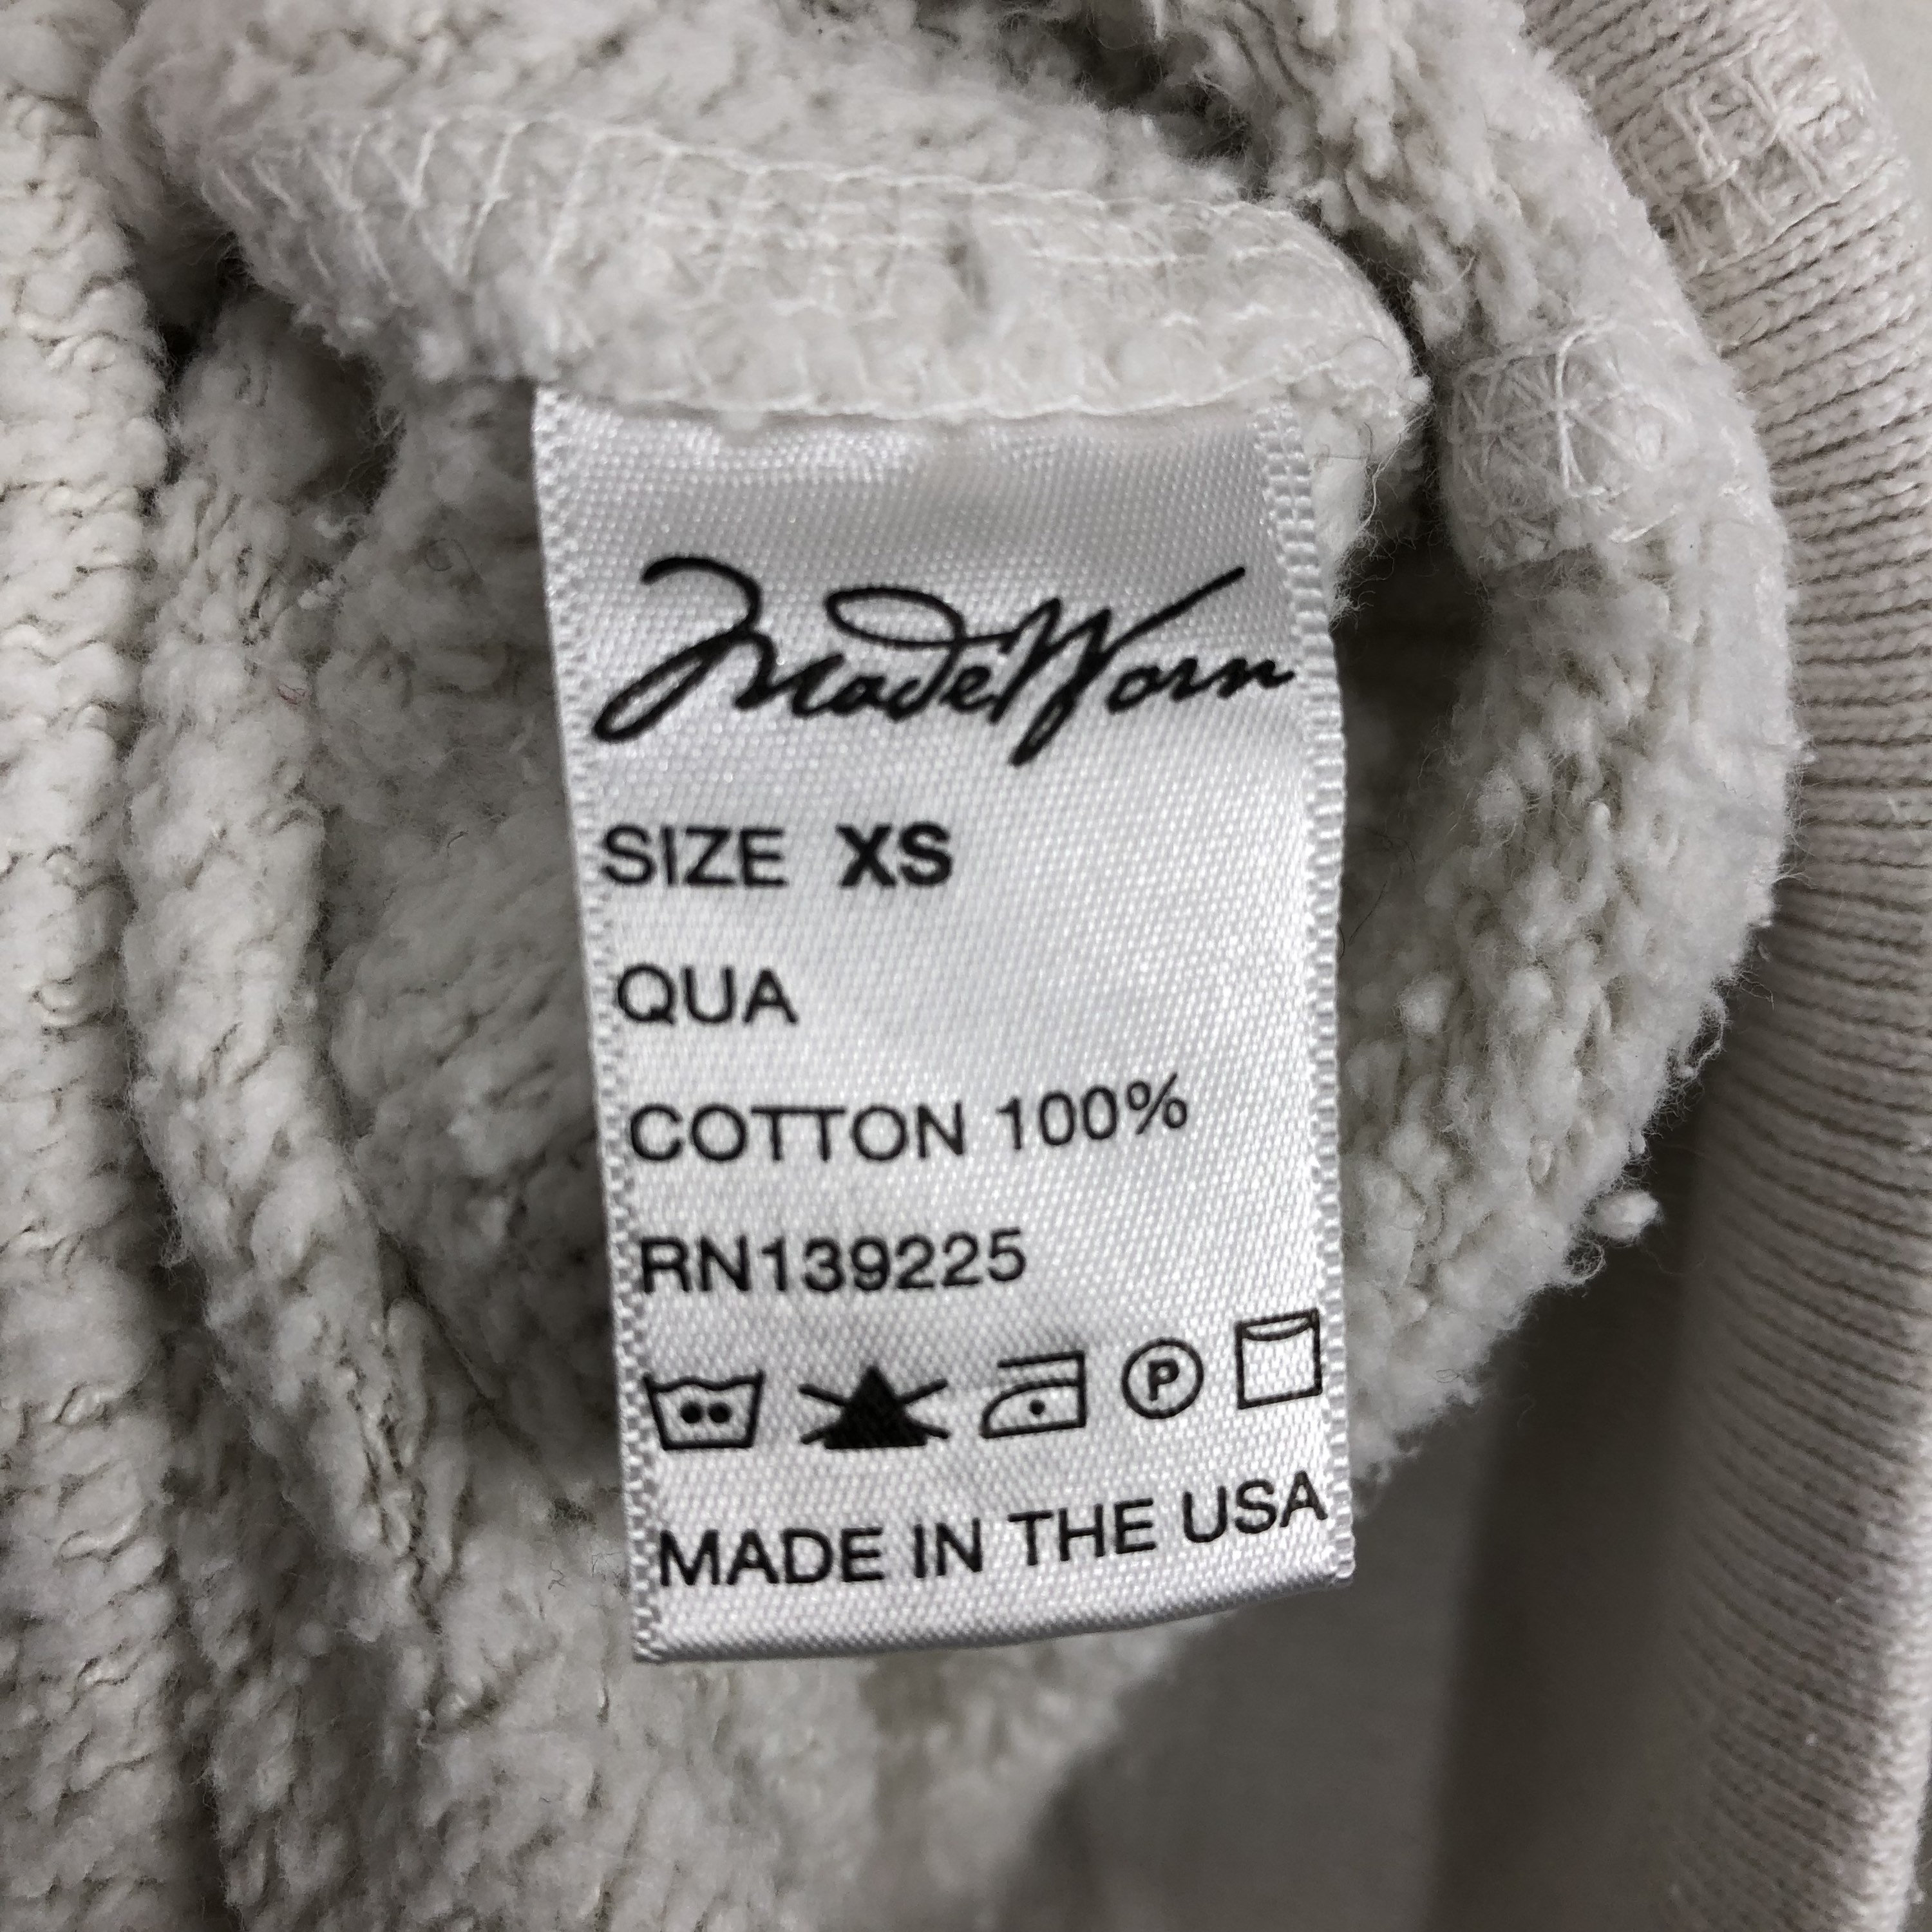 MadeWorn
SIZE XS
QUA
COTTON 100%
RN139225
P
MADE IN THE USA